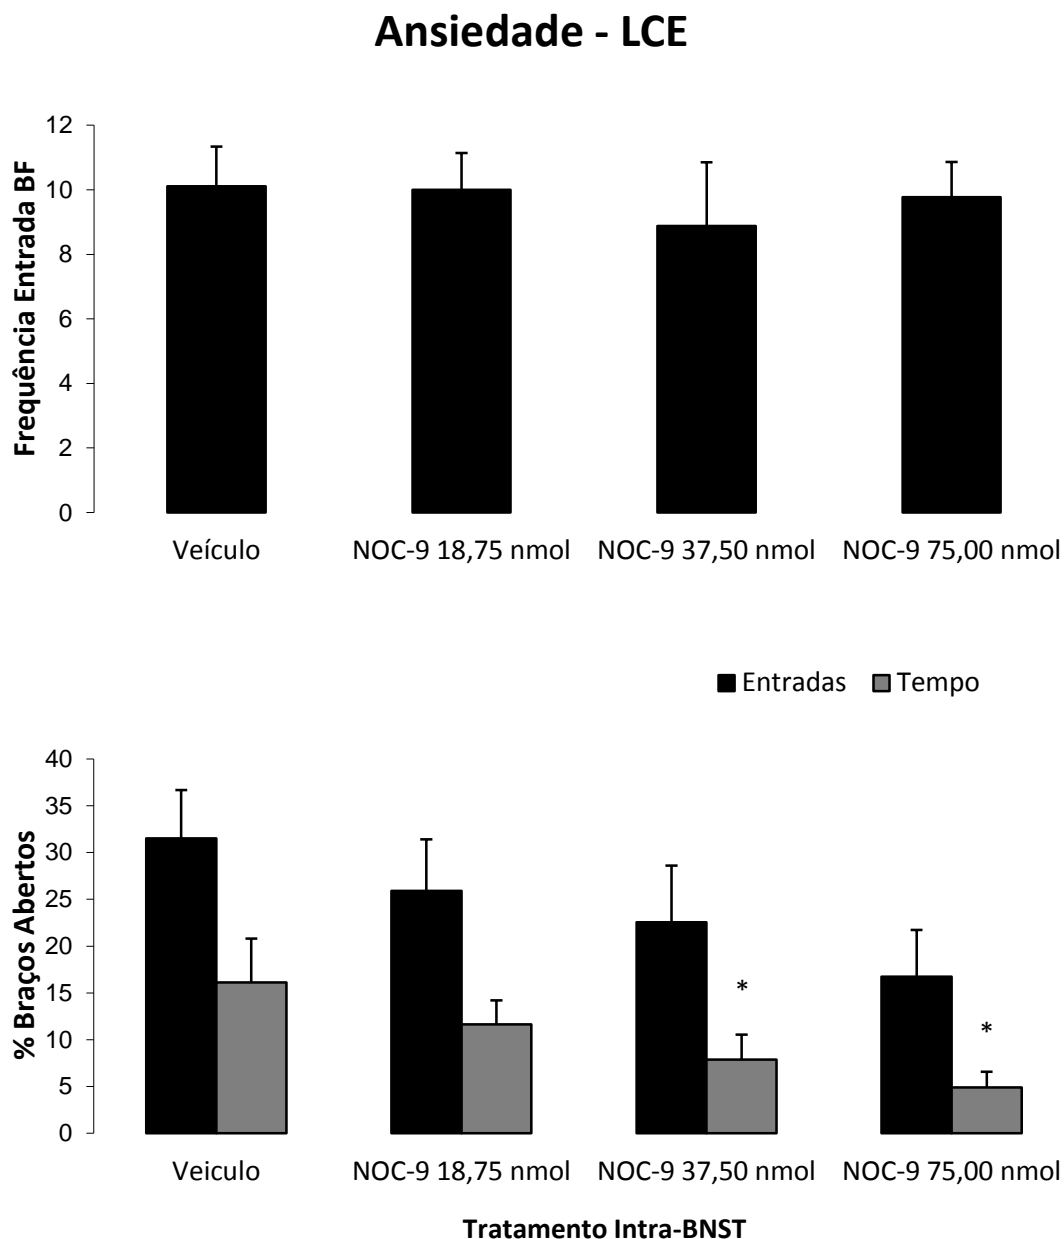 Ansiedade - LCE
Frequência Entrada BF
12
10
8
6
4
2
0
Veículo NOC-9 18,75 nmol NOC-9 37,50 nmol NOC-9 75,00 nmol
Entradas Tempo
% Braços Abertos
40
35
30
25
20
15
10
5
0
*
*
Veiculo NOC-9 18,75 nmol NOC-9 37,50 nmol NOC-9 75,00 nmol
Tratamento Intra-BNST